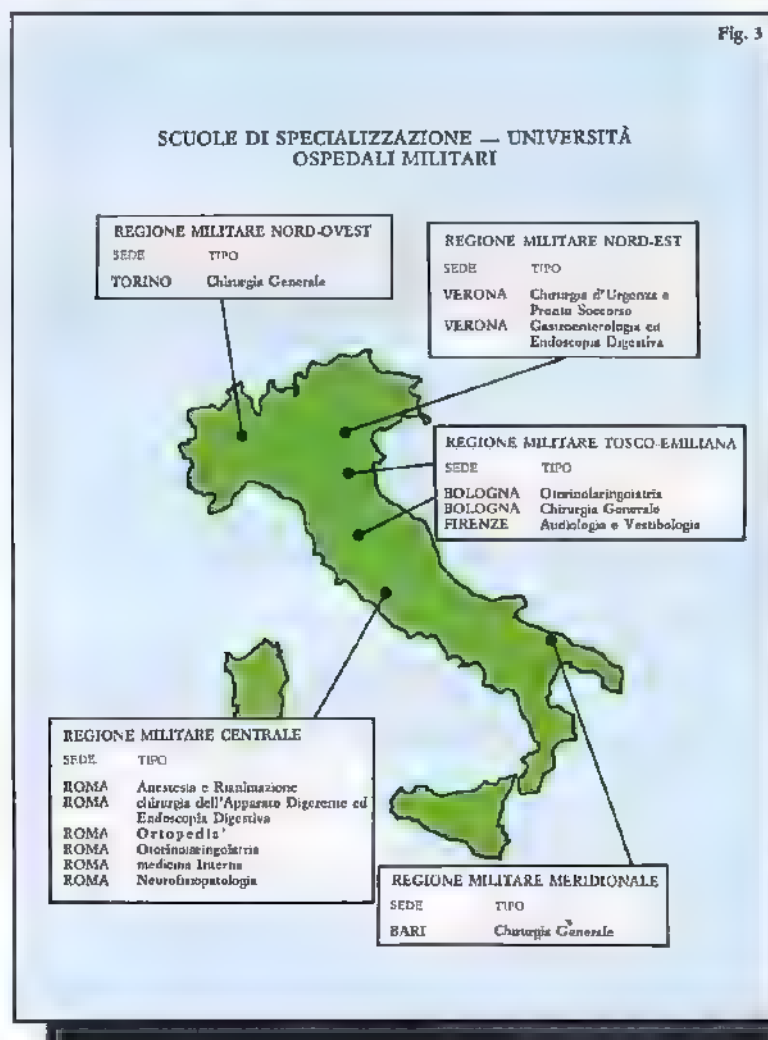 Fig. 3
SCUOLE DI SPECIALIZZAZIONE — UNIVERSITÀ
OSPEDALI MILITARI
REGIONE MILITARE NORD-OVEST
SEDE TIPO
TORINO Chirurgia Generale
REGIONE MILITARE NORD-EST
SEDE TIPO
VERONA Chirurgia d'Urgenza e
Pronto Soccorso
VERONA Gastroenterologia ed
Endoscopia Digestiva
REGIONE MILITARE TOSCO-EMILIANA
SEDE TIPO
BOLOGNA Otorinolaringoiatria
BOLOGNA Chirurgia Generale
FIRENZE Audiologia e Vestibologia
REGIONE MILITARE CENTRALE
SEDE TIPO
ROMA Anestesia e Rianimazione
ROMA chirurgia dell'Apparato Digerente ed
Endoscopia Digestiva
ROMA Ortopedia'
ROMA Otorinolaringoiatria
ROMA medicina Interna
ROMA Neurofisiopatologia
REGIONE MILITARE MERIDIONALE
SEDE TIPO
BARI Chirurgia Generale